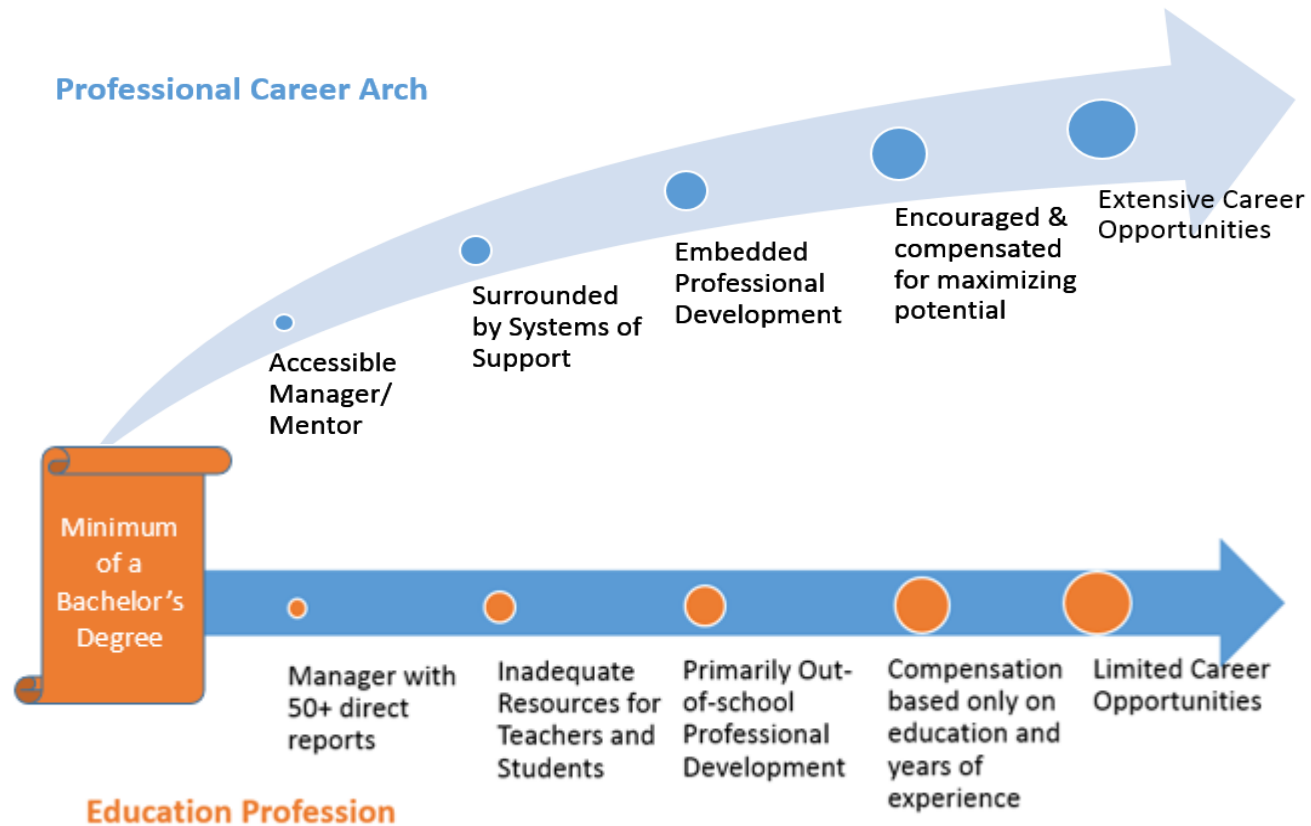 Professional Career Arch
Accessible
Manager/
Mentor
Surrounded
by Systems of
Support
Embedded
Professional
Development
Encouraged &
compensated
for maximizing
potential
Extensive Career
Opportunities
Minimum
of a
Bachelor's
Degree
Manager with
50+ direct
reports
Inadequate
Resources for
Teachers and
Students
Primarily Out-
of-school
Professional
Development
Compensation
based only on
education and
years of
experience
Limited Career
Opportunities
Education Profession